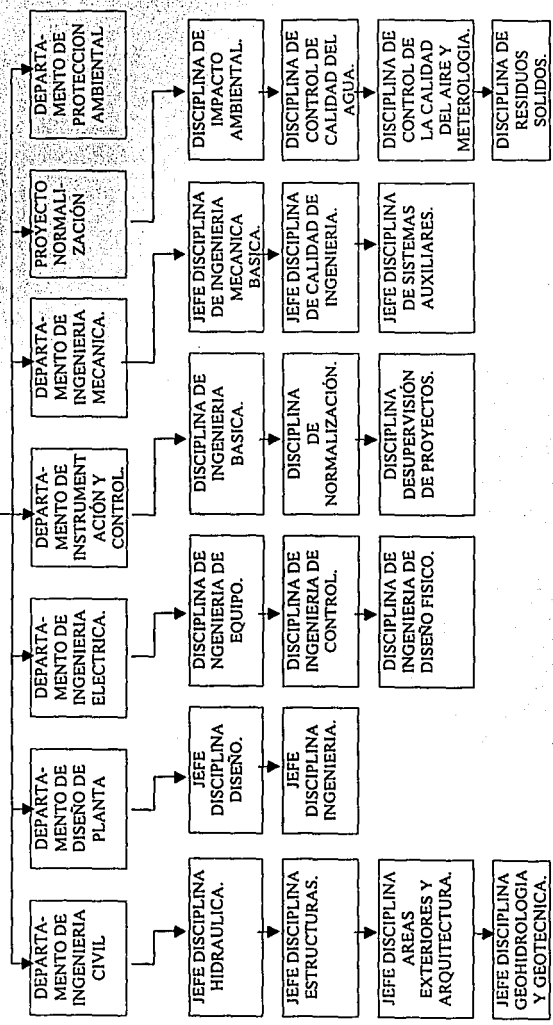 DEPARTA-
MENTO DE
INGENIERIA
CIVIL
JEFE DISCIPLINA
HIDRAULICA.
JEFE DISCIPLINA
ESTRUCTURAS.
JEFE DISCIPLINA
AREAS
EXTERIORES Y
ARQUITECTURA.
JEFE DISCIPLINA
GEOHIDROLOGIA
Y GEOTECNICA.
DEPARTA-
MENTO DE
DISEÑO DE
PLANTA
JEFE
DISCIPLINA
DISEÑO.
JEFE
DISCIPLINA
INGENIERIA.
DEPARTA-
MENTO DE
INGENIERIA
ELECTRICA.
DISCIPLINA DE
NGENIERIA DE
EQUIPO.
DISCIPLINA DE
INGENIERIA DE
CONTROL.
DISCIPLINA DE
INGENIERIA DE
DISEÑO FISICO.
DEPARTA-
MENTO DE
INSTRUMENT
ACIÓN Y
CONTROL.
DISCIPLINA DE
INGENIERIA
BASICA.
DISCIPLINA
DE
NORMALIZACIÓN.
DISCIPLINA
DESUPERVISIÓN
DE PROYECTOS.
DEPARTA-
MENTO DE
INGENIERIA
MECANICA.
JEFE DISCIPLINA
DE INGENIERIA
MECANICA
BASICA.
JEFE DISCIPLINA
DE CALIDAD DE
INGENIERIA.
JEFE DISCIPLINA
DE SISTEMAS
AUXILIARES.
PROYECTO
NORMALI-
ZACIÓN
DISCIPLINA DE
IMPACTO
AMBIENTAL.
DISCIPLINA DE
CONTROL DE
CALIDAD DEL
AGUA.
DISCIPLINA DE
CONTROL DE
LA CALIDAD
DEL AIRE Y
METEROLOGIA.
DISCIPLINA DE
RESIDUOS
SOLIDOS.
DEPARTA-
MENTO DE
PROTECCION
AMBIENTAL